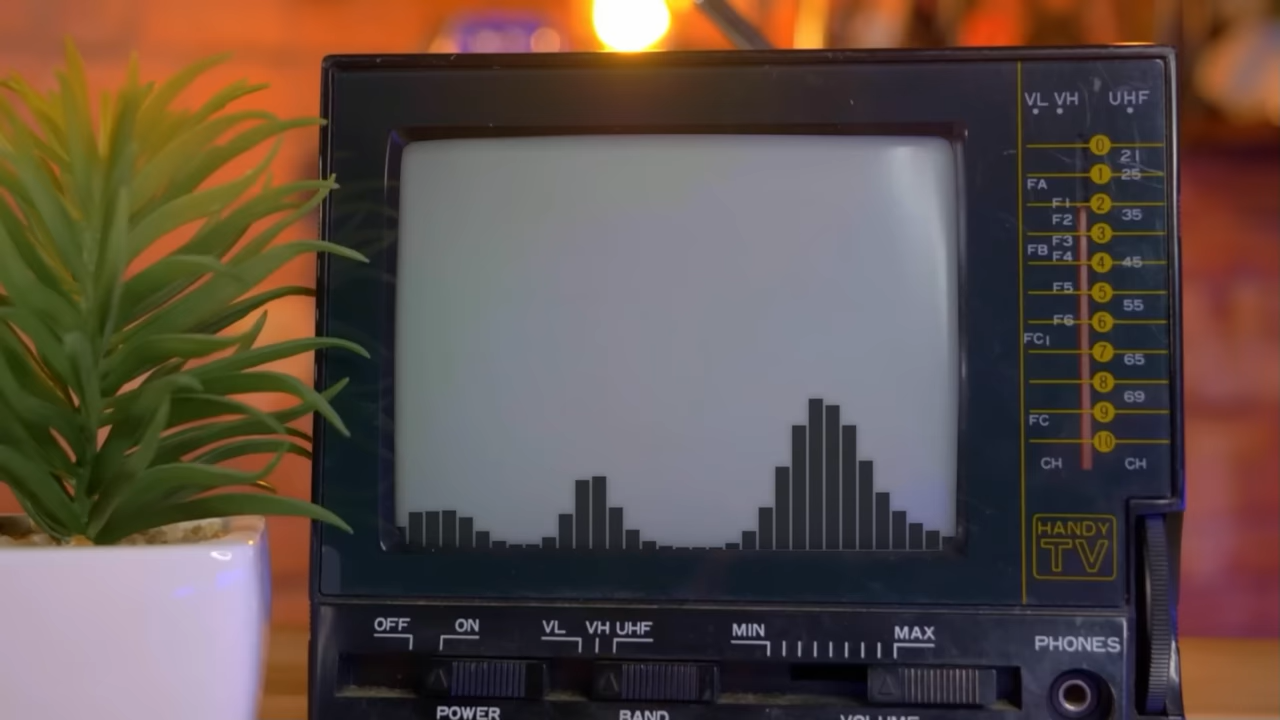 VL VH UHF
0
21
1 25
FA
F1 2
F2 35
3
FB F3
F4 4 45
F5 5
55
F6 6
FC1
7 65
8
69
9
FC
10
CH CH
HANDY
TV
OFF ON VL VH UHF MIN MAX
PHONES
POWER BAND VOLUME